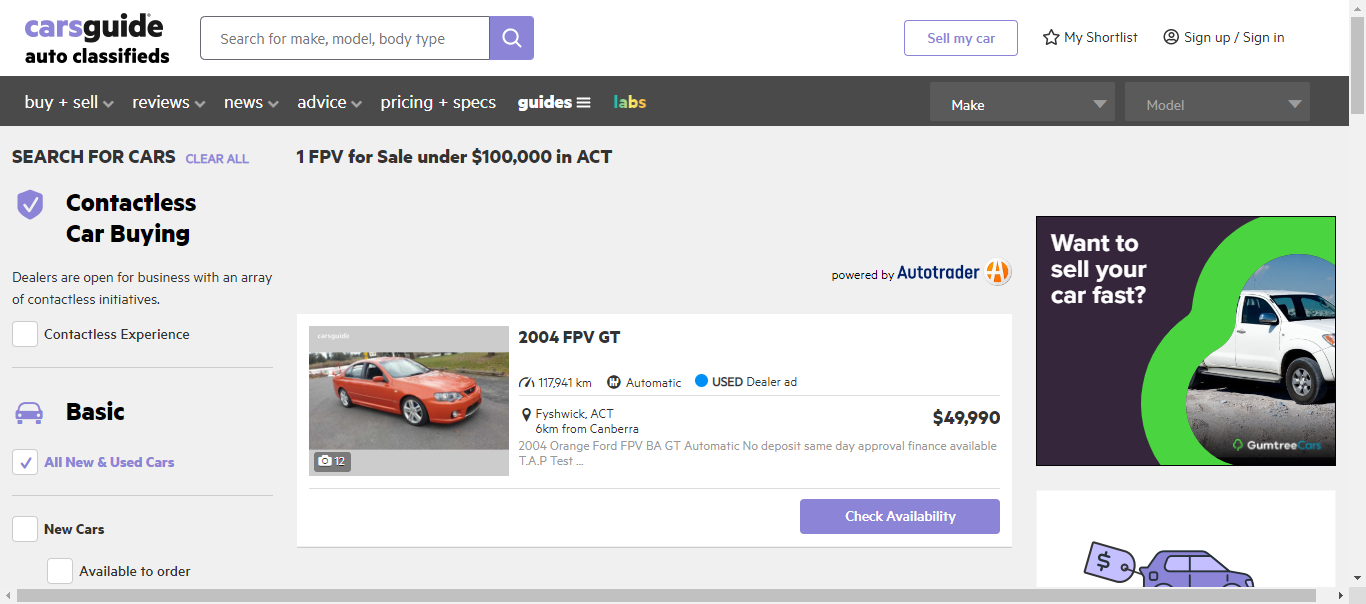 carsguide
auto classifieds
Search for make, model, body type
Sell my car
My Shortlist
Sign up / Sign in
buy + sell
reviews
news
advice
pricing + specs
guides
labs
Make
Model
SEARCH FOR CARS
CLEAR ALL
1 FPV for Sale under $100,000 in ACT
Contactless
Car Buying
Dealers are open for business with an array
of contactless initiatives.
Contactless Experience
Basic
All New & Used Cars
New Cars
Available to order
powered by Autotrader
carsguide
12
2004 FPV GT
117,941 km
Automatic
USED Dealer ad
Fyshwick, ACT
6km from Canberra
$49,990
2004 Orange Ford FPV BA GT Automatic No deposit same day approval finance available
T.A.P Test ...
Check Availability
Want to
sell your
car fast?
GumtreeCars
$